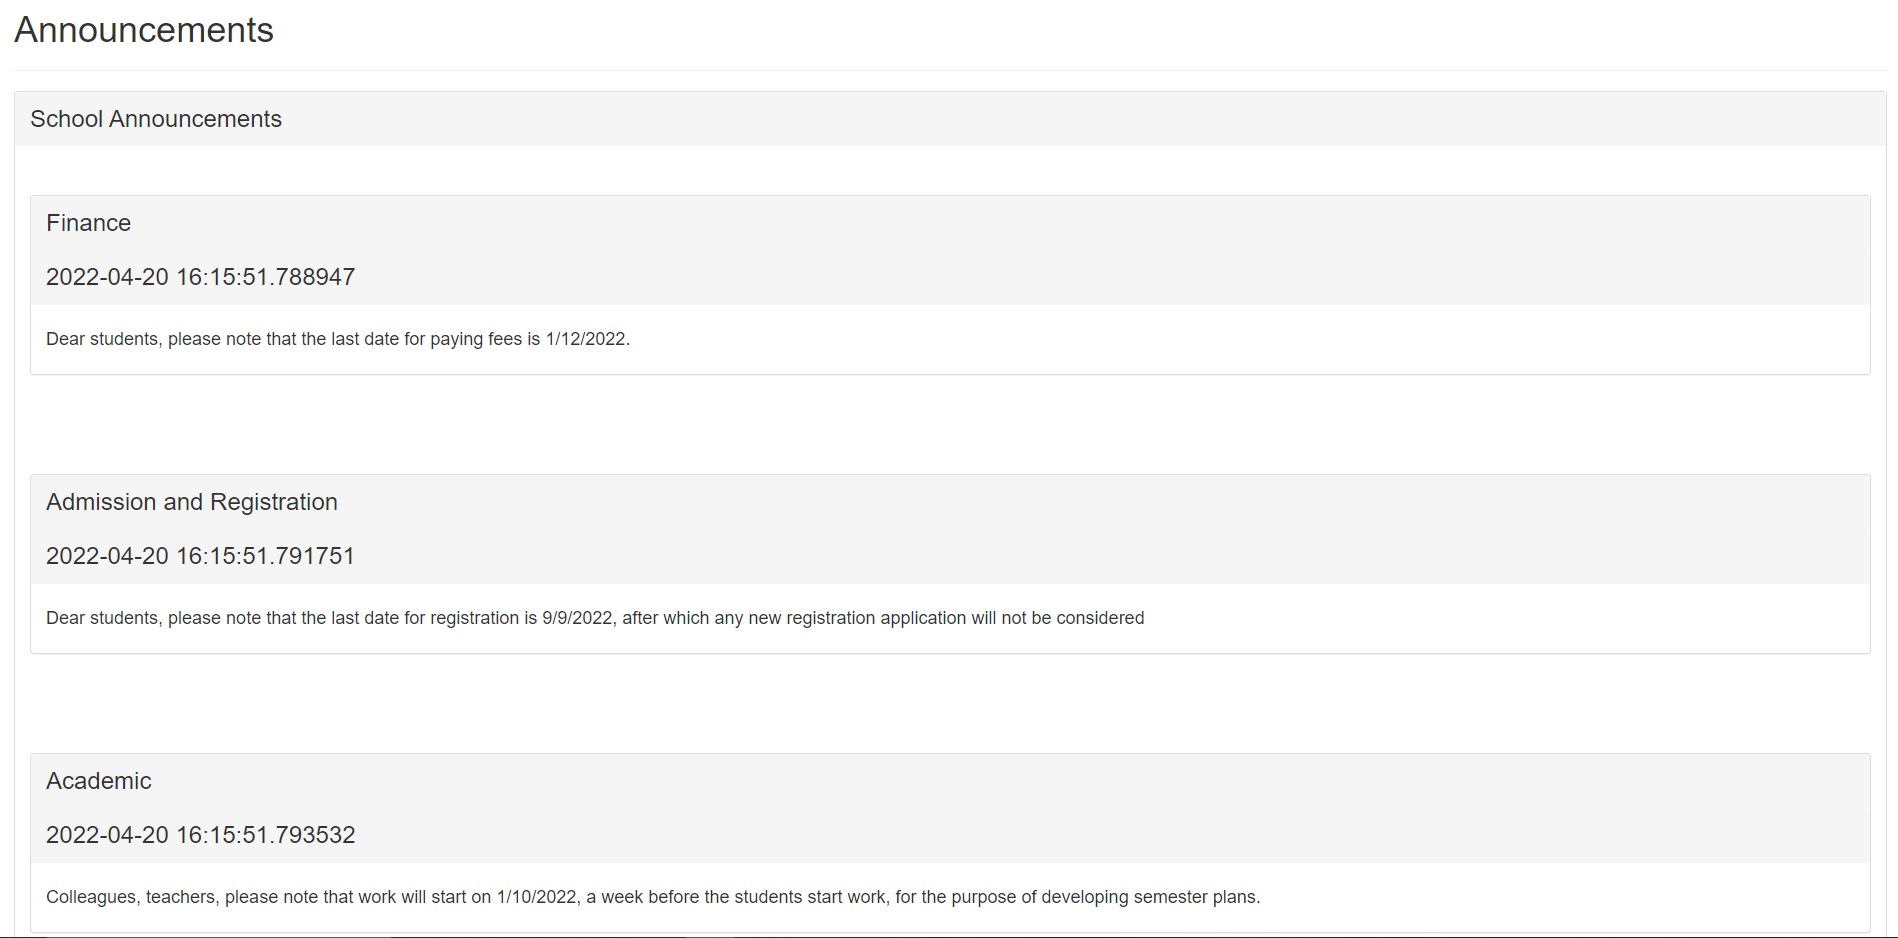 Announcements
School Announcements
Finance
2022-04-20 16:15:51.788947
Dear students, please note that the last date for paying fees is 1/12/2022.
Admission and Registration
2022-04-20 16:15:51.791751
Dear students, please note that the last date for registration is 9/9/2022, after which any new registration application will not be considered
Academic
2022-04-20 16:15:51.793532
Colleagues, teachers, please note that work will start on 1/10/2022, a week before the students start work, for the purpose of developing semester plans.